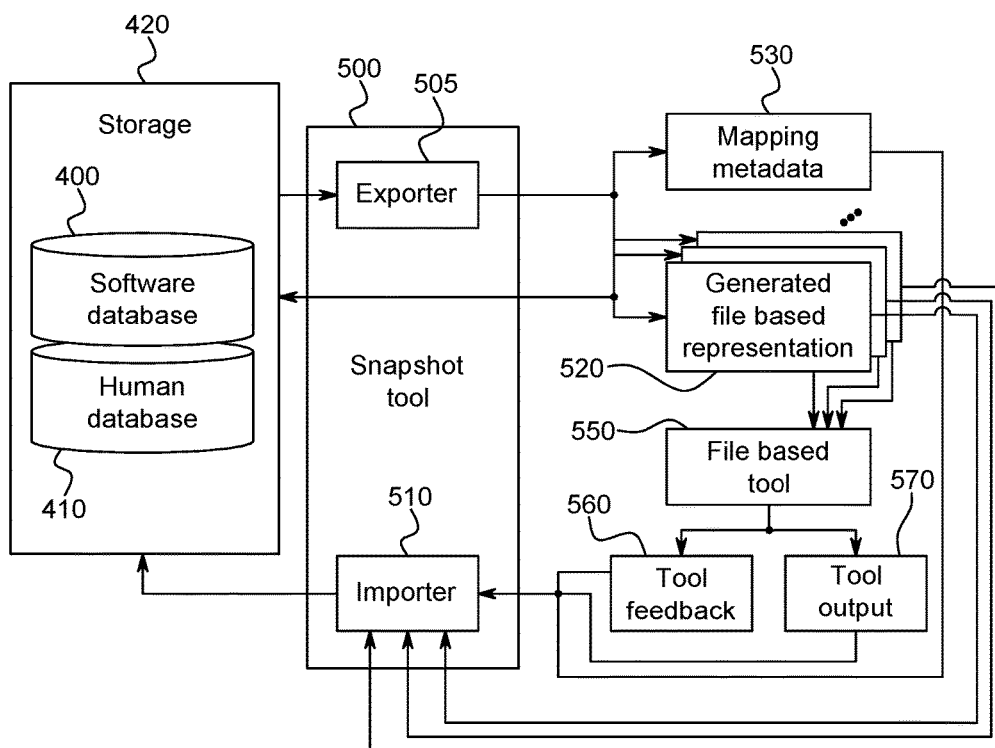 420
Storage
400
Software
database
Human
database
410
500
505
Exporter
Snapshot
tool
510
Importer
530
Mapping
metadata
Generated
file based
representation
520
550
File based
tool
560
570
Tool
feedback
Tool
output